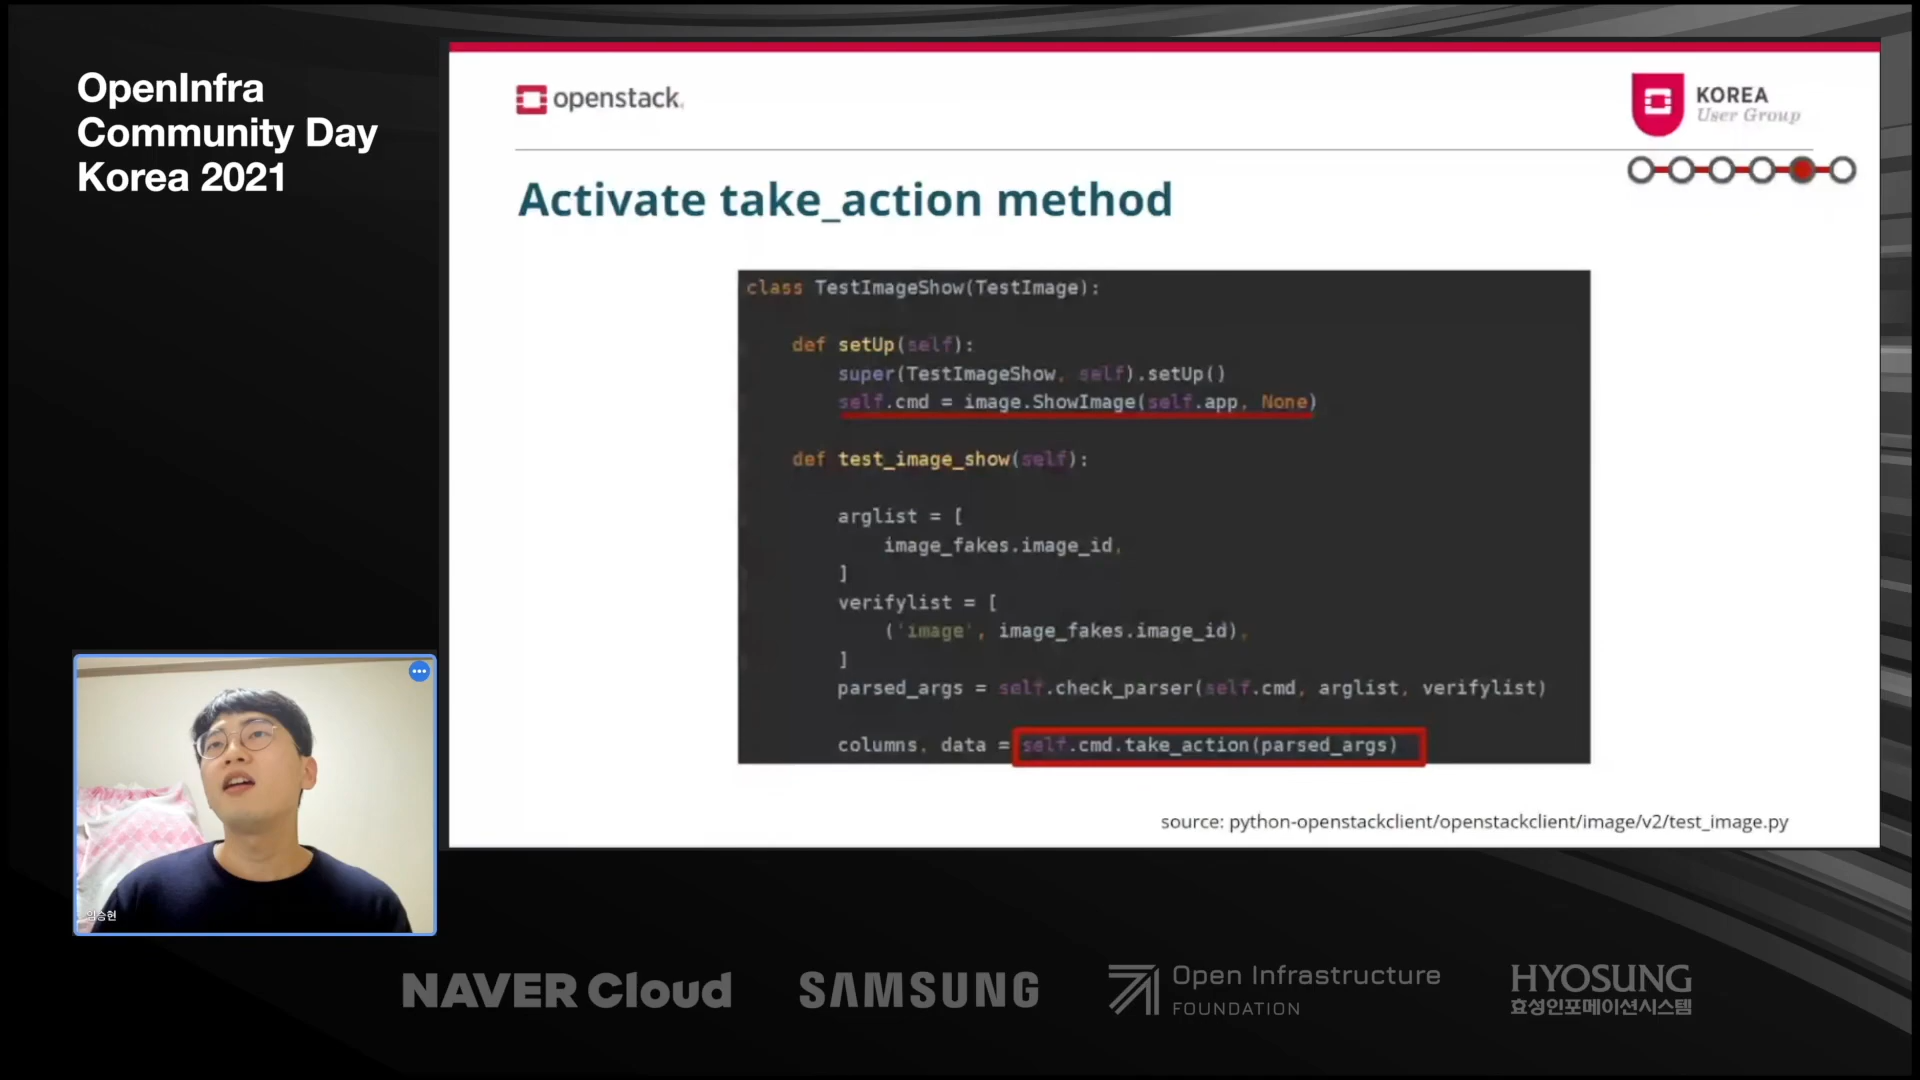 OpenInfra
Community Day
Korea 2021
openstack.
KOREA
User Group
Activate take_action method
class TestImageShow(TestImage):
def setUp(self):
super(TestImageShow, self).setUp()
self.cmd = image.ShowImage(self.app, None)
def test_image_show(self):
arglist = [
image_fakes.image_id,
]
verifylist = [
('image', image_fakes.image_id),
]
parsed_args = self.check_parser(self.cmd, arglist, verifylist)
columns, data = self.cmd.take_action(parsed_args)
source: python-openstackclient/openstackclient/image/v2/test_image.py
임승현
NAVER Cloud
SAMSUNG
Open Infrastructure
FOUNDATION
HYOSUNG
효성인포메이션시스템